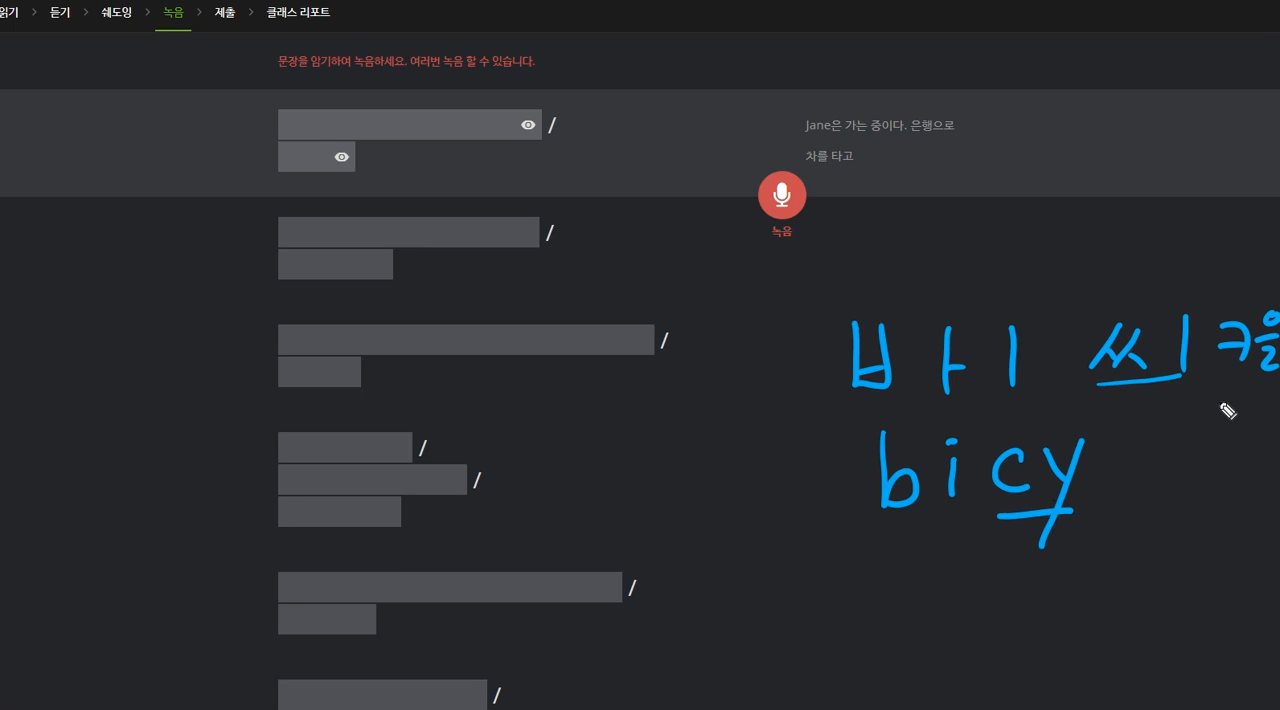 읽기 > 듣기 > 쉐도잉 > 녹음 > 제출 > 클래스 리포트
문장을 암기하여 녹음하세요. 여러번 녹음 할 수 있습니다.
/
Jane은 가는 중이다. 은행으로
차를 타고
녹음
/
/
/
/
/
/
바이 씨클
bicy